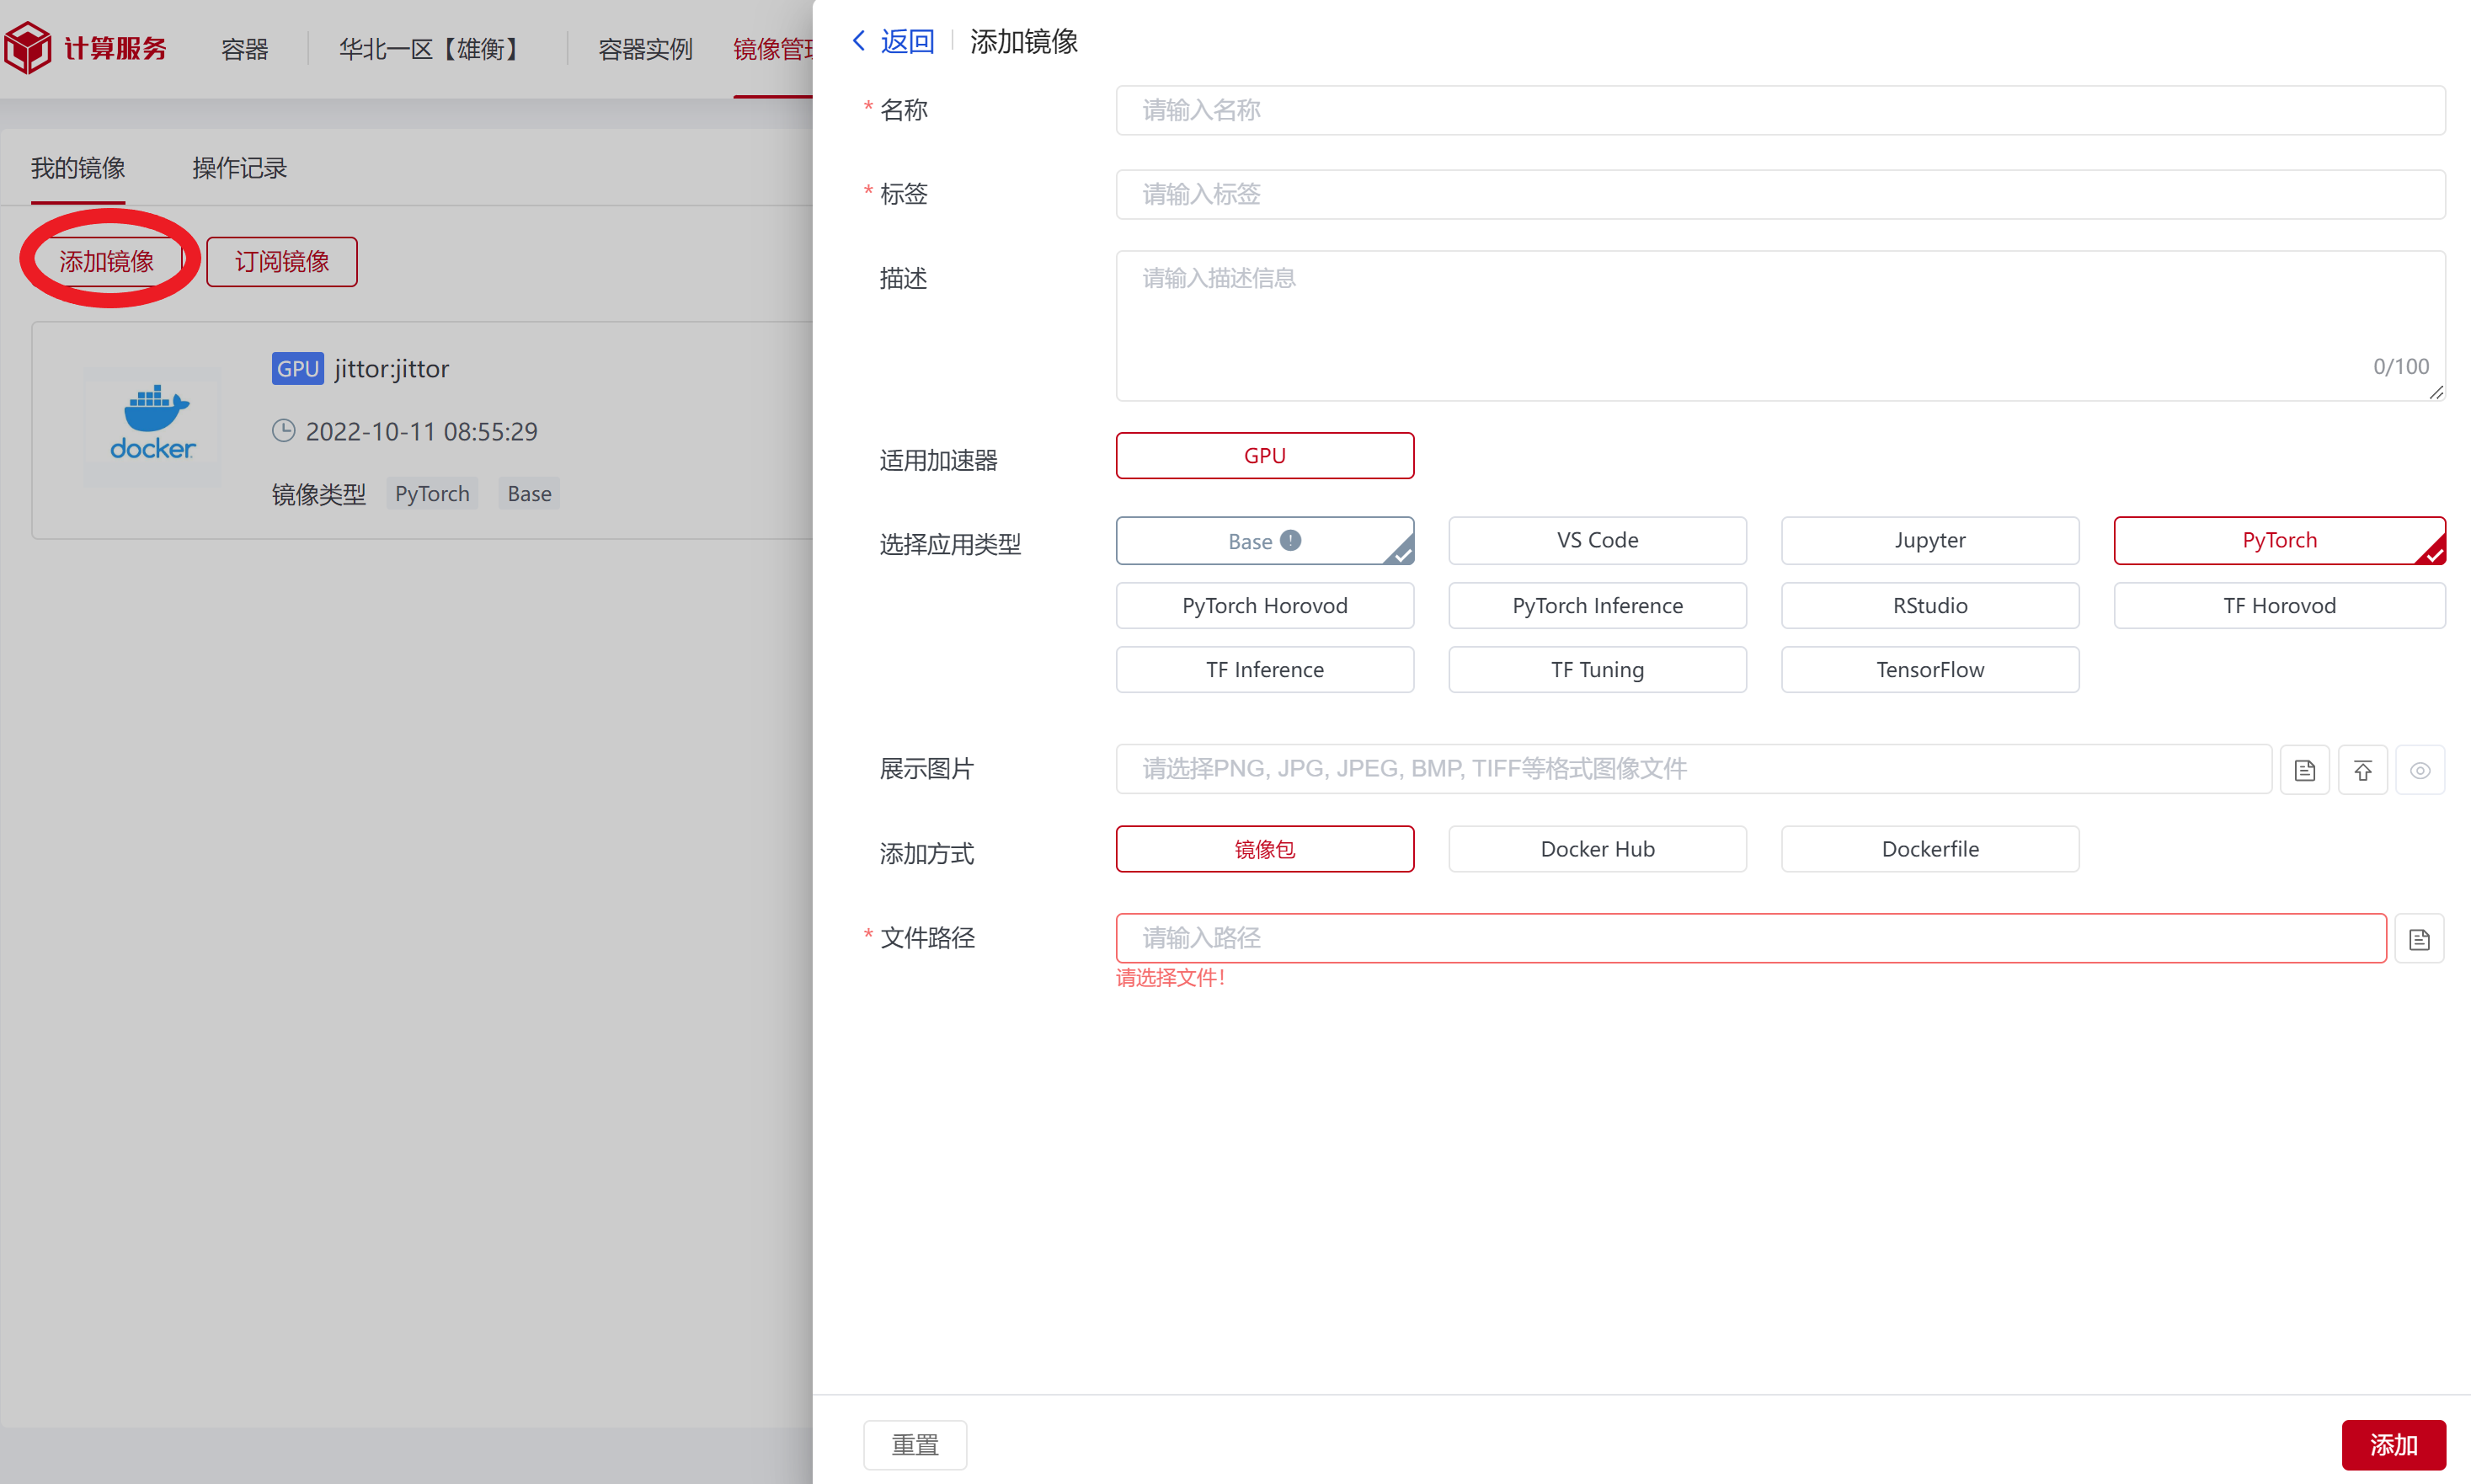 计算服务
容器
华北一区【雄衡】
容器实例
镜像管
我的镜像
操作记录
添加镜像
订阅镜像
docker
GPU jittor:jittor
2022-10-11 08:55:29
镜像类型 PyTorch Base
返回 添加镜像
* 名称 请输入名称
* 标签 请输入标签
描述 请输入描述信息
0/100
适用加速器 GPU
选择应用类型 Base VS Code Jupyter PyTorch
PyTorch Horovod PyTorch Inference RStudio TF Horovod
TF Inference TF Tuning TensorFlow
展示图片 请选择PNG, JPG, JPEG, BMP, TIFF等格式图像文件
添加方式 镜像包 Docker Hub Dockerfile
* 文件路径 请输入路径
请选择文件!
重置 添加